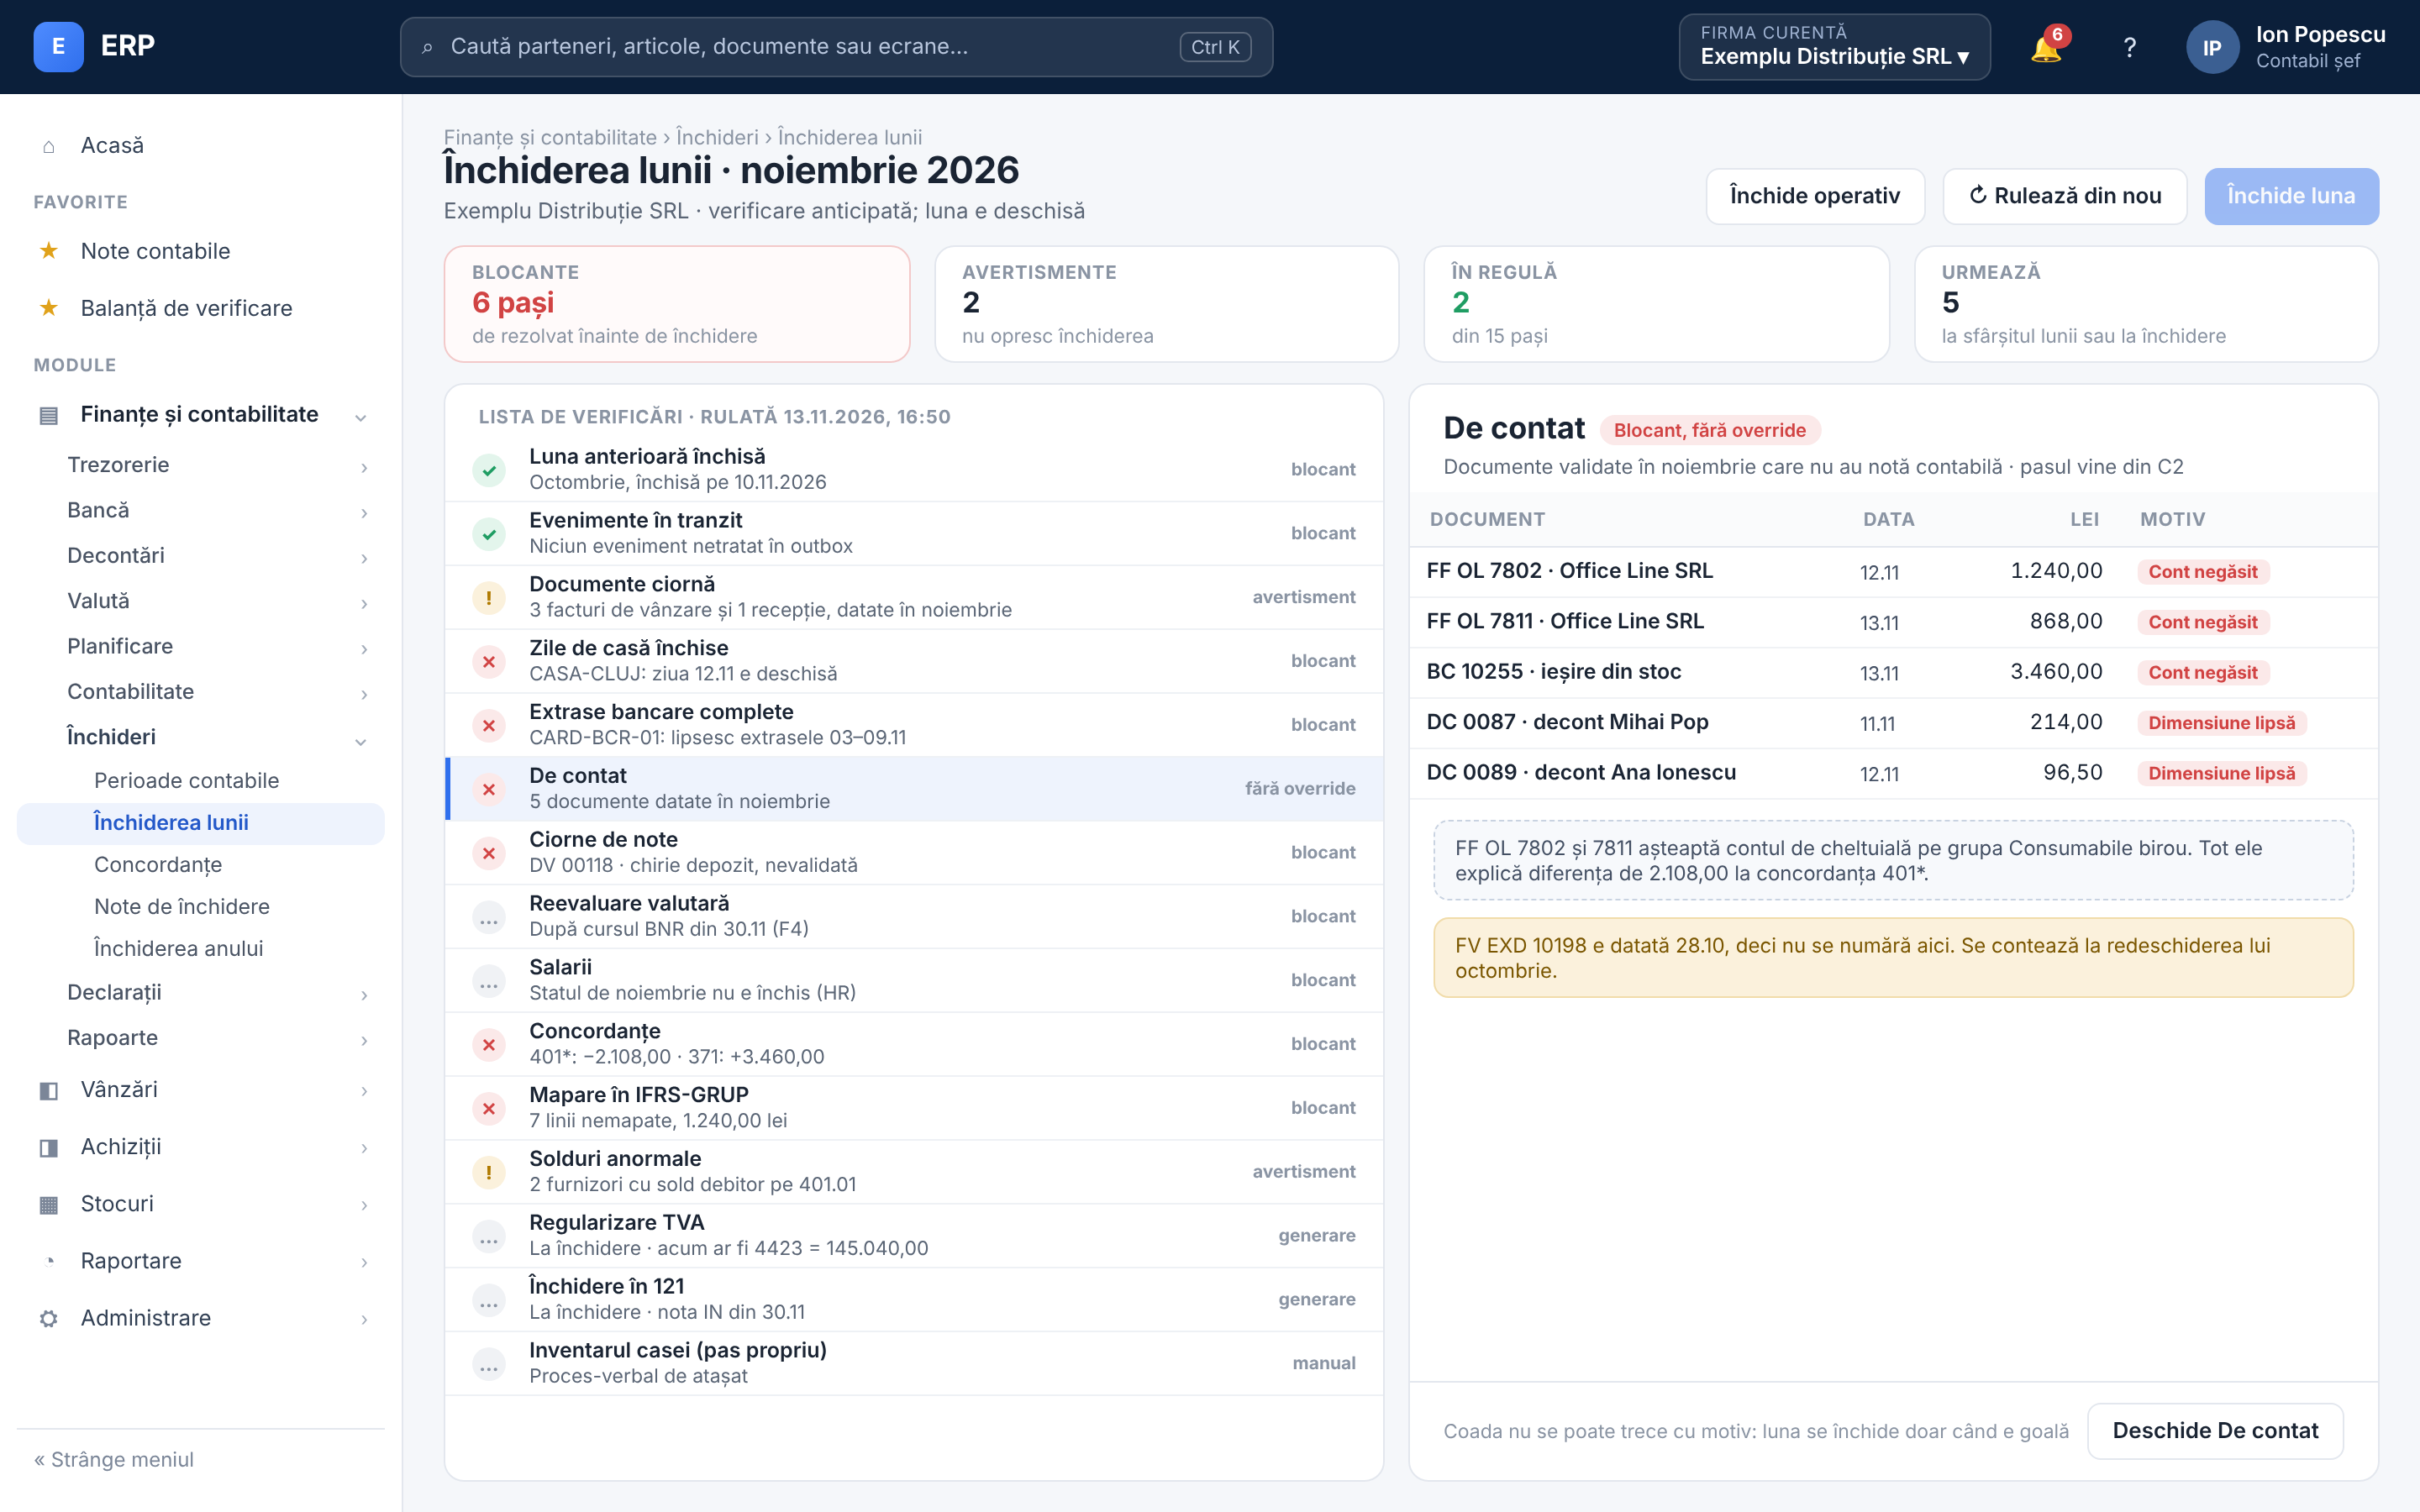 E ERP
Caută parteneri, articole, documente sau ecrane... Ctrl K
FIRMA CURENTĂ
Exemplu Distribuție SRL ▾
6
?
IP
Ion Popescu
Contabil șef
Acasă
FAVORITE
Note contabile
Balanță de verificare
MODULE
Finanțe și contabilitate
Trezorerie
Bancă
Decontări
Valută
Planificare
Contabilitate
Închideri
Perioade contabile
Închiderea lunii
Concordanțe
Note de închidere
Închiderea anului
Declarații
Rapoarte
Vânzări
Achiziții
Stocuri
Raportare
Administrare
« Strânge meniul
Finanțe și contabilitate › Închideri › Închiderea lunii
Închiderea lunii · noiembrie 2026
Exemplu Distribuție SRL · verificare anticipată; luna e deschisă
Închide operativ
↻ Rulează din nou
Închide luna
BLOCANTE
6 pași
de rezolvat înainte de închidere
AVERTISMENTE
2
nu opresc închiderea
ÎN REGULĂ
2
din 15 pași
URMEAZĂ
5
la sfârșitul lunii sau la închidere
LISTA DE VERIFICĂRI · RULATĂ 13.11.2026, 16:50
Luna anterioară închisă
Octombrie, închisă pe 10.11.2026
blocant
Evenimente în tranzit
Niciun eveniment netratat în outbox
blocant
Documente ciornă
3 facturi de vânzare și 1 recepție, datate în noiembrie
avertisment
Zile de casă închise
CASA-CLUJ: ziua 12.11 e deschisă
blocant
Extrase bancare complete
CARD-BCR-01: lipsesc extrasele 03–09.11
blocant
De contat
5 documente datate în noiembrie
fără override
Ciorne de note
DV 00118 · chirie depozit, nevalidată
blocant
Reevaluare valutară
După cursul BNR din 30.11 (F4)
blocant
Salarii
Statul de noiembrie nu e închis (HR)
blocant
Concordanțe
401*: −2.108,00 · 371: +3.460,00
blocant
Mapare în IFRS-GRUP
7 linii nemapate, 1.240,00 lei
blocant
Solduri anormale
2 furnizori cu sold debitor pe 401.01
avertisment
Regularizare TVA
La închidere · acum ar fi 4423 = 145.040,00
generare
Închidere în 121
La închidere · nota IN din 30.11
generare
Inventarul casei (pas propriu)
Proces-verbal de atașat
manual
De contat Blocant, fără override
Documente validate în noiembrie care nu au notă contabilă · pasul vine din C2
DOCUMENT DATA LEI MOTIV
FF OL 7802 · Office Line SRL 12.11 1.240,00 Cont negăsit
FF OL 7811 · Office Line SRL 13.11 868,00 Cont negăsit
BC 10255 · ieșire din stoc 13.11 3.460,00 Cont negăsit
DC 0087 · decont Mihai Pop 11.11 214,00 Dimensiune lipsă
DC 0089 · decont Ana Ionescu 12.11 96,50 Dimensiune lipsă
FF OL 7802 și 7811 așteaptă contul de cheltuială pe grupa Consumabile birou. Tot ele
explică diferența de 2.108,00 la concordanța 401*.
FV EXD 10198 e datată 28.10, deci nu se numără aici. Se contează la redeschiderea lui
octombrie.
Coada nu se poate trece cu motiv: luna se închide doar când e goală
Deschide De contat